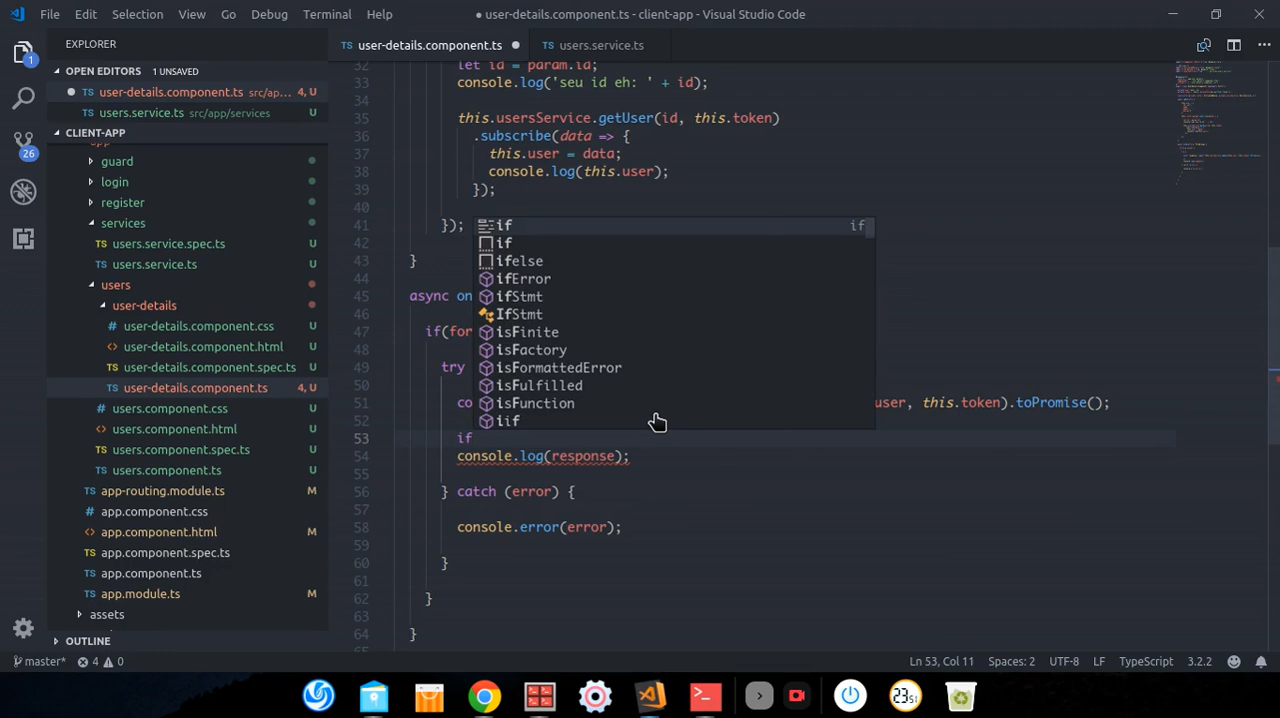 File Edit Selection View Go Debug Terminal Help ● user-details.component.ts - client-app - Visual Studio Code
EXPLORER
TS user-details.component.ts ●
TS users.service.ts
1
OPEN EDITORS 1 UNSAVED
● TS user-details.component.ts src/ap... 4, U
TS users.service.ts src/app/services U
CLIENT-APP
app
guard
login
register
services
TS users.service.spec.ts U
TS users.service.ts U
users
user-details
# user-details.component.css U
<> user-details.component.html U
TS user-details.component.spec.ts U
TS user-details.component.ts 4, U
# users.component.css U
<> users.component.html U
TS users.component.spec.ts U
TS users.component.ts U
TS app-routing.module.ts M
# app.component.css
<> app.component.html M
TS app.component.spec.ts
TS app.component.ts
TS app.module.ts M
assets
OUTLINE
26
32 let id = param.id;
33 console.log('seu id eh: ' + id);
34
35 this.usersService.getUser(id, this.token)
36 .subscribe(data => {
37 this.user = data;
38 console.log(this.user);
39 });
40
41 });
42
43 }
44
45 async on
46
47 if(for
48
49 try
50
51 co user, this.token).toPromise();
52
53 if
54 console.log(response);
55
56 } catch (error) {
57
58 console.error(error);
59
60 }
61
62 }
63
64 }
65
if if
if
ifelse
ifError
ifStmt
IfStmt
isFinite
isFactory
isFormattedError
isFulfilled
isFunction
iif
master* 4 0 Ln 53, Col 11 Spaces: 2 UTF-8 LF TypeScript 3.2.2